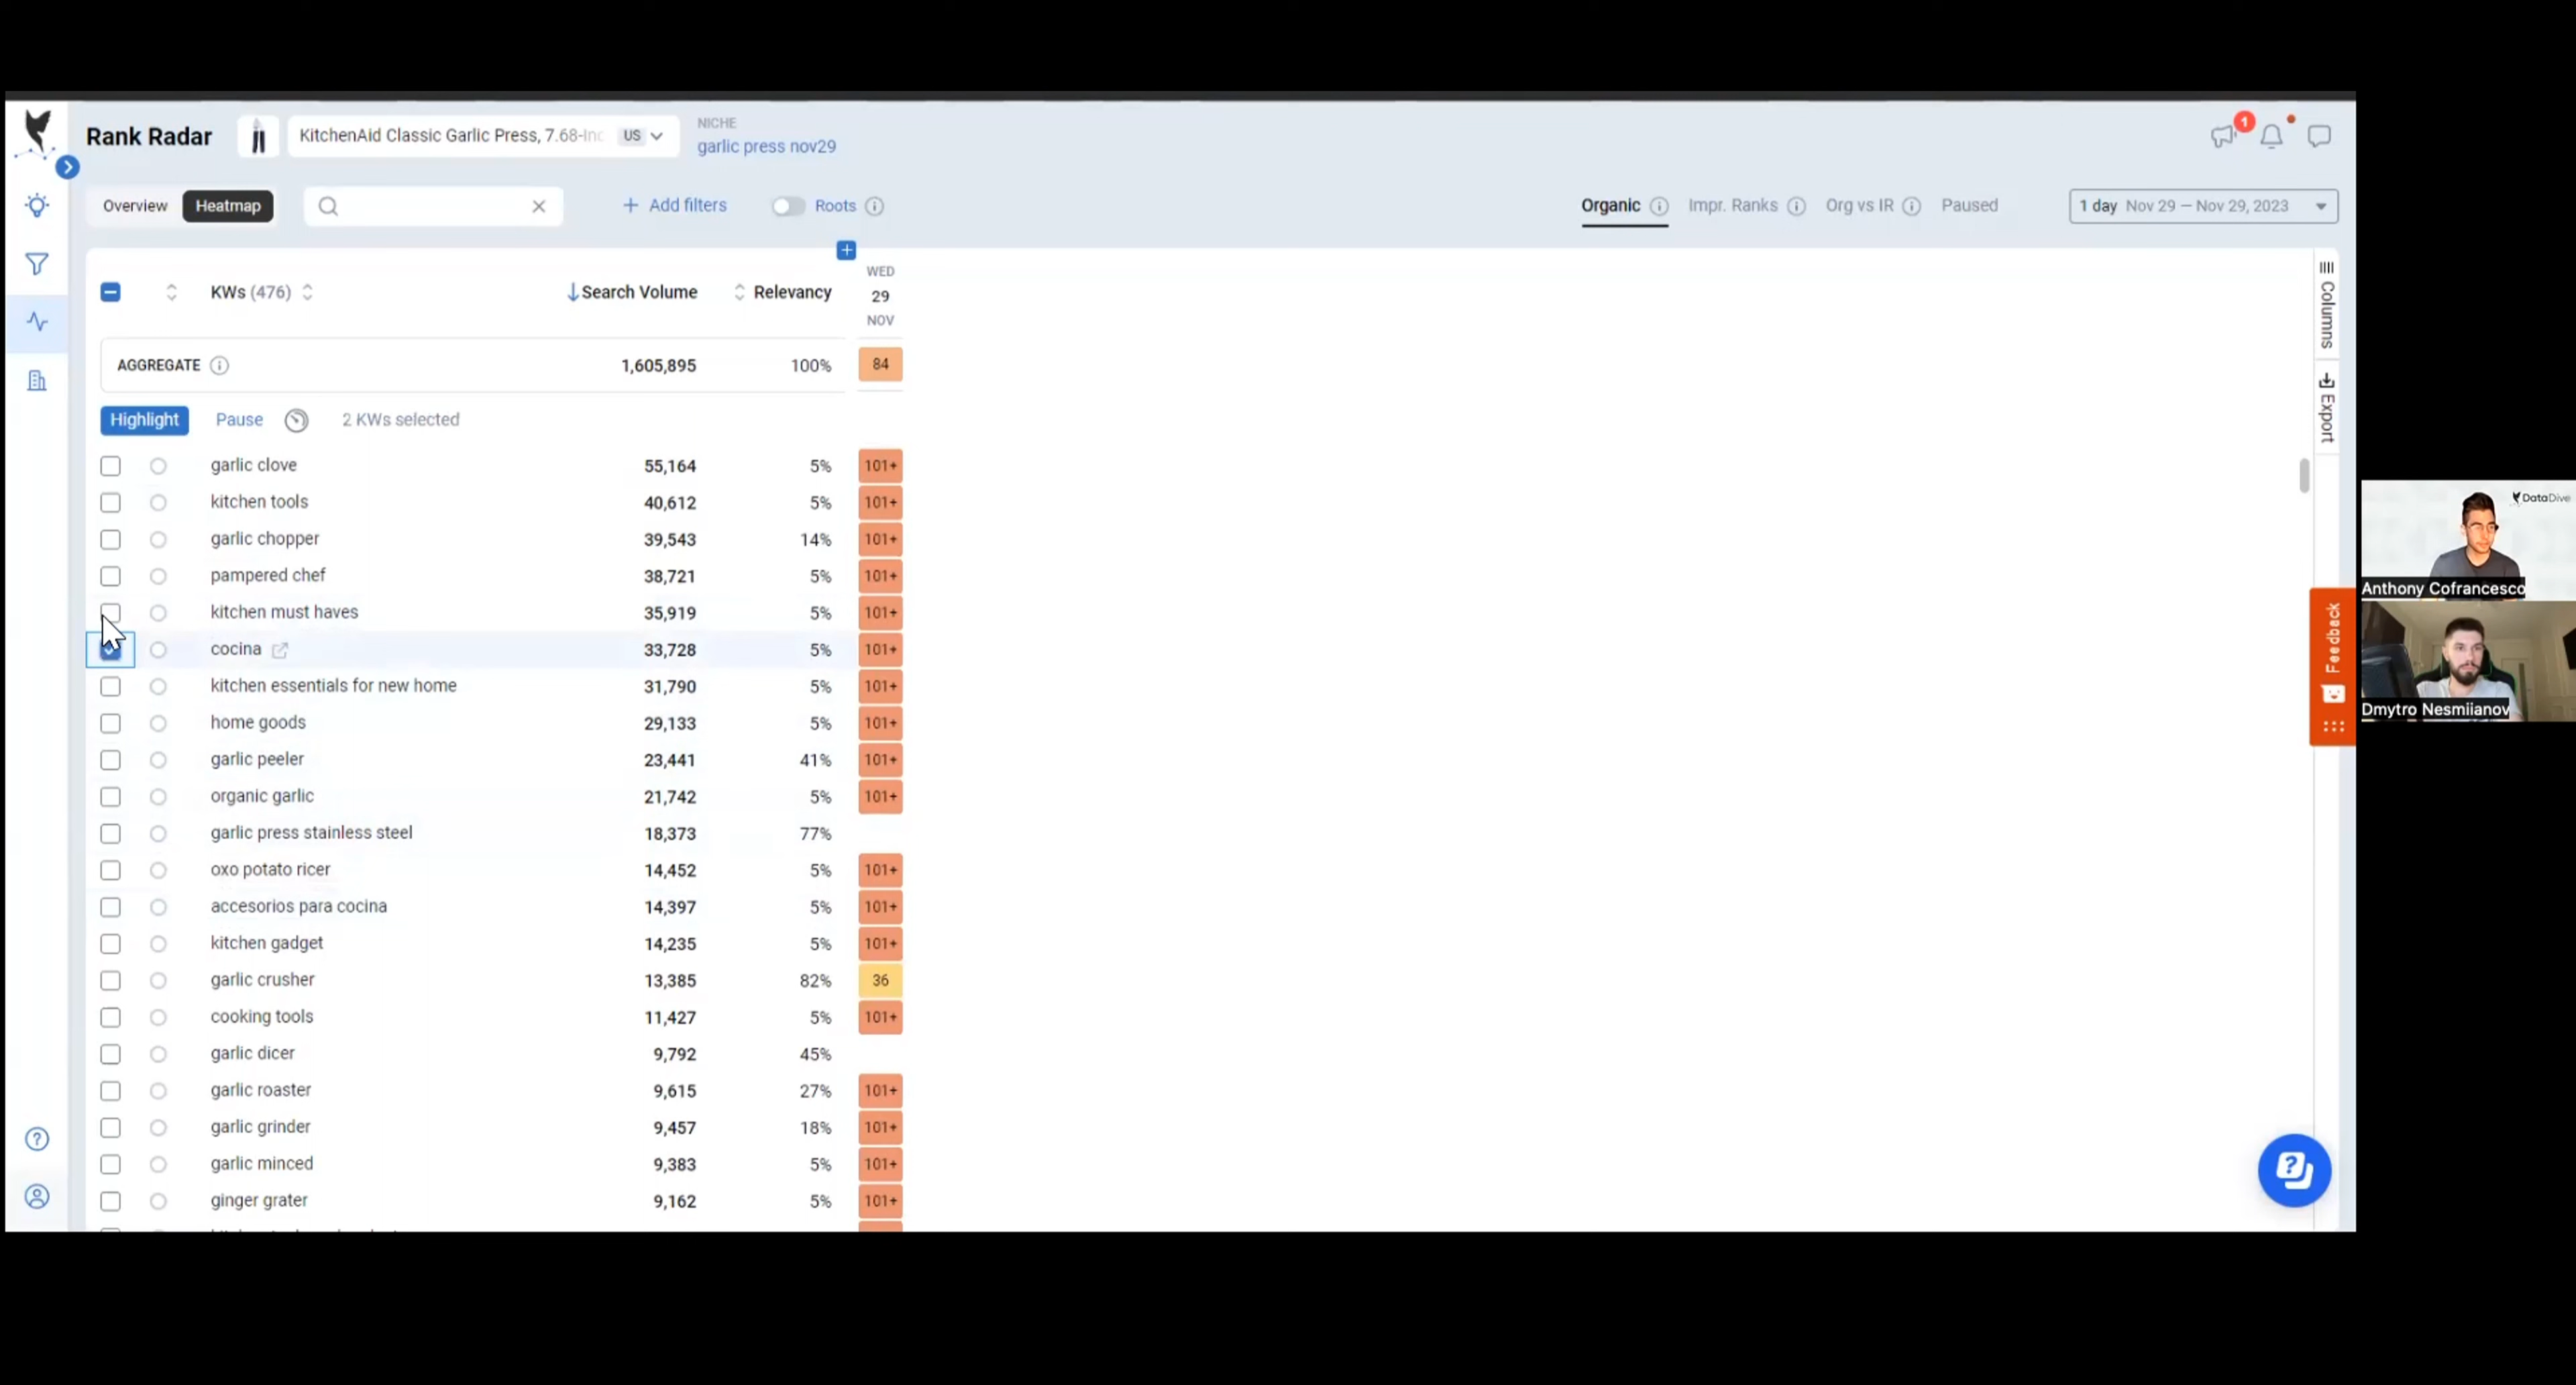 Rank Radar
KitchenAid Classic Garlic Press, 7.68-Inc US
NICHE
garlic press nov29
1
Overview Heatmap
Add filters Roots
Organic Impr. Ranks Org vs IR Paused
1 day Nov 29 – Nov 29, 2023
KWs (476) Search Volume Relevancy
WED
29
NOV
AGGREGATE 1,605,895 100% 84
Highlight Pause 2 KWs selected
garlic clove 55,164 5% 101+
kitchen tools 40,612 5% 101+
garlic chopper 39,543 14% 101+
pampered chef 38,721 5% 101+
kitchen must haves 35,919 5% 101+
cocina 33,728 5% 101+
kitchen essentials for new home 31,790 5% 101+
home goods 29,133 5% 101+
garlic peeler 23,441 41% 101+
organic garlic 21,742 5% 101+
garlic press stainless steel 18,373 77%
oxo potato ricer 14,452 5% 101+
accesorios para cocina 14,397 5% 101+
kitchen gadget 14,235 5% 101+
garlic crusher 13,385 82% 36
cooking tools 11,427 5% 101+
garlic dicer 9,792 45%
garlic roaster 9,615 27% 101+
garlic grinder 9,457 18% 101+
garlic minced 9,383 5% 101+
ginger grater 9,162 5% 101+
Columns
Export
Feedback
DataDive
Anthony Cofrancesco
Dmytro Nesmiianov